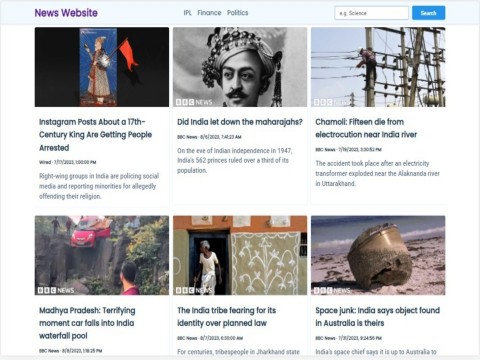 News Website
IPL Finance Politics
e.g. Science
Search
BBC NEWS
BBC NEWS
Instagram Posts About a 17th-
Century King Are Getting People
Arrested
Wired · 7/17/2023, 1:00:00 PM
Right-wing groups in India are policing social
media and reporting minorities for allegedly
offending their religion.
Did India let down the maharajahs?
BBC News · 8/5/2023, 7:41:23 AM
On the eve of Indian independence in 1947,
India's 562 princes ruled over a third of its
population.
Chamoli: Fifteen die from
electrocution near India river
BBC News · 7/19/2023, 3:30:52 PM
The accident took place after an electricity
transformer exploded near the Alaknanda river
in Uttarakhand.
BBC NEWS
BBC NEWS
BBC NEWS
Madhya Pradesh: Terrifying
moment car falls into India
waterfall pool
BBC News · 8/8/2023, 1:18:25 PM
The India tribe fearing for its
identity over planned law
BBC News · 8/7/2023, 5:30:00 AM
For centuries, tribespeople in Jharkhand state
Space junk: India says object found
in Australia is theirs
BBC News · 7/31/2023, 9:24:55 PM
India's space chief says it is up to Australia to